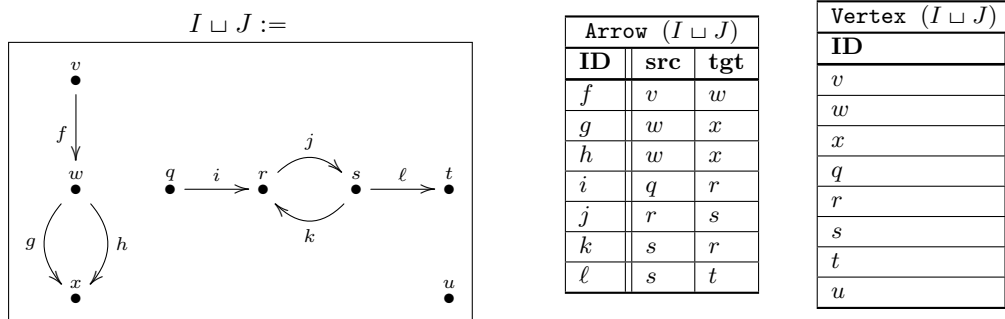 I ⊔ J :=
v
f
w
g
h
x
q
i
r
j
k
s
ℓ
t
u
Arrow (I ⊔ J)
ID src tgt
f v w
g w x
h w x
i q r
j r s
k s r
ℓ s t
Vertex (I ⊔ J)
ID
v
w
x
q
r
s
t
u